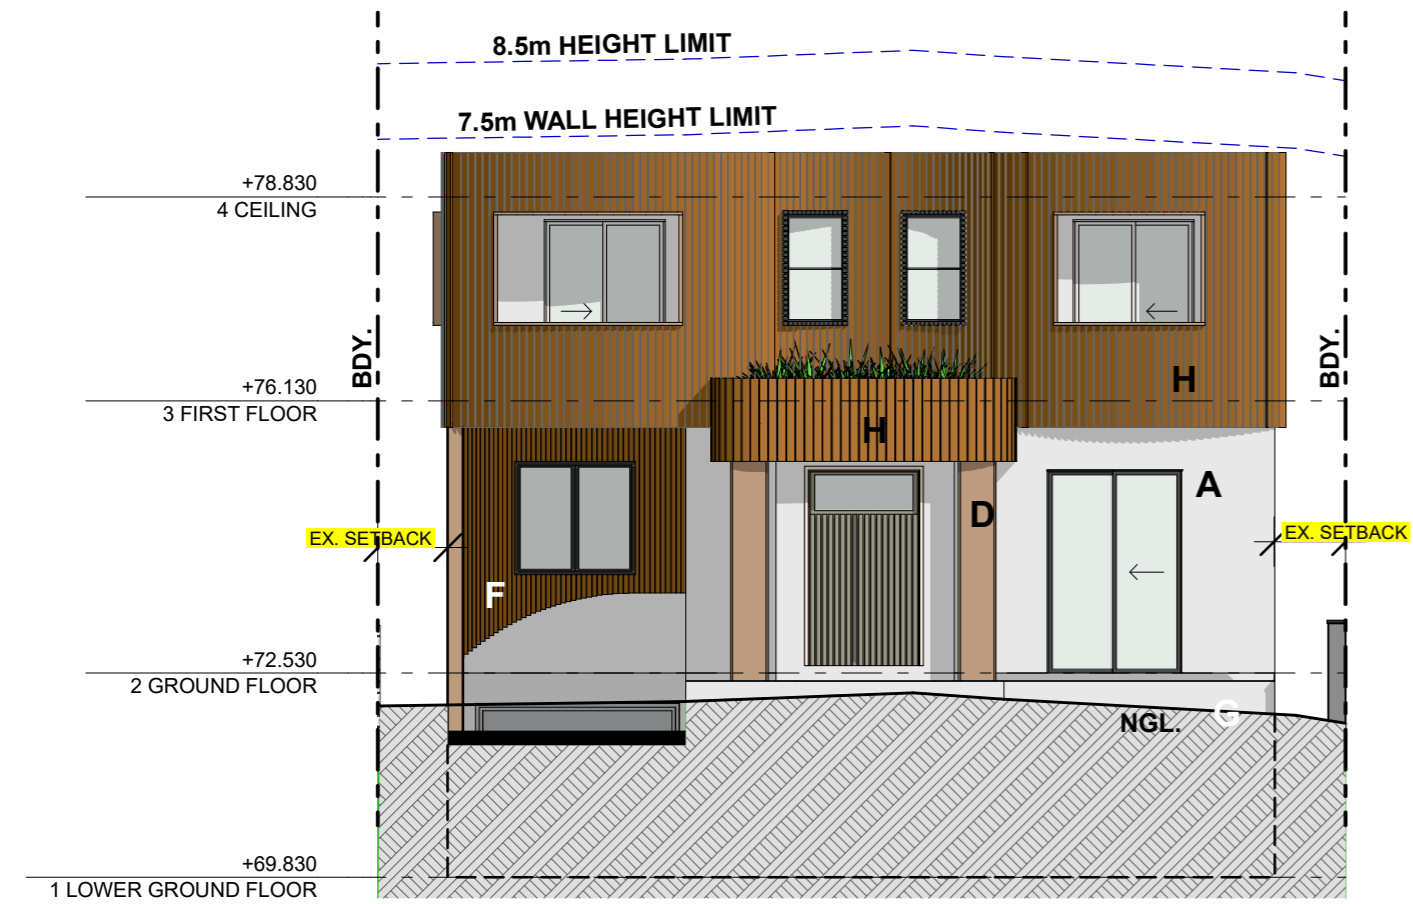 8.5m HEIGHT LIMIT
7.5m WALL HEIGHT LIMIT
+78.830
4 CEILING
BDY.
BDY.
+76.130
3 FIRST FLOOR
H
H
A
D
EX. SETBACK
EX. SETBACK
F
+72.530
2 GROUND FLOOR
G
NGL.
+69.830
1 LOWER GROUND FLOOR